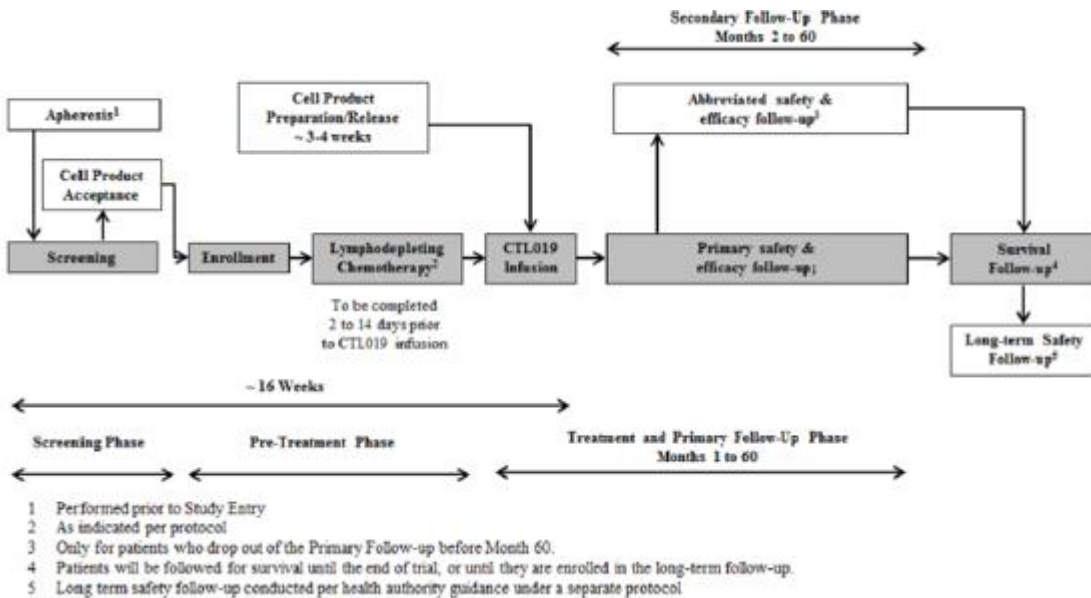 Secondary Follow-Up Phase
Months 2 to 60
Apheresis1
Cell Product
Preparation/Release
~ 3-4 weeks
Abbreviated safety &
efficacy follow-up3
Cell Product
Acceptance
Screening
Enrollment
Lymphodepleting
Chemotherapy2
CTL019
Infusion
Primary safety &
efficacy follow-up;
Survival
Follow-up4
To be completed
2 to 14 days prior
to CTL019 infusion
Long-term Safety
Follow-up5
~ 16 Weeks
Screening Phase
Pre-Treatment Phase
Treatment and Primary Follow-Up Phase
Months 1 to 60
1 Performed prior to Study Entry
2 As indicated per protocol
3 Only for patients who drop out of the Primary Follow-up before Month 60.
4 Patients will be followed for survival until the end of trial, or until they are enrolled in the long-term follow-up.
5 Long term safety follow-up conducted per health authority guidance under a separate protocol